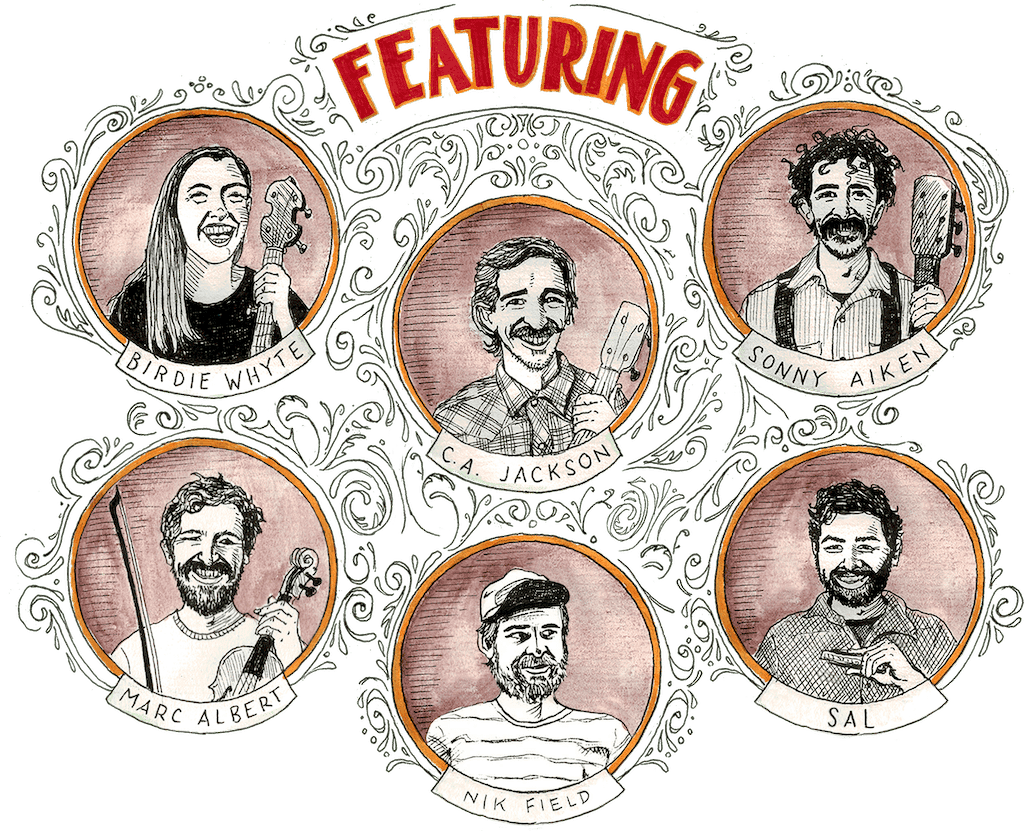 FEATURING
BIRDIE WHYTE
C.A. JACKSON
SONNY AIKEN
MARC ALBERT
NIK FIELD
SAL